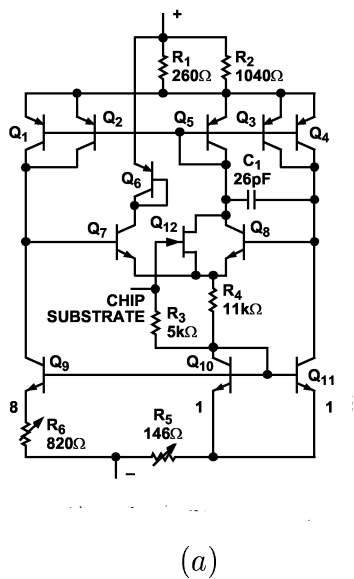 +
R1
260Ω
R2
1040Ω
Q1
Q2
Q5
Q3
Q4
C1
26pF
Q6
Q7
Q12
Q8
CHIP
SUBSTRATE
R3
5kΩ
R4
11kΩ
Q9
Q10
Q11
8
1
1
R6
820Ω
R5
146Ω
−
(a)